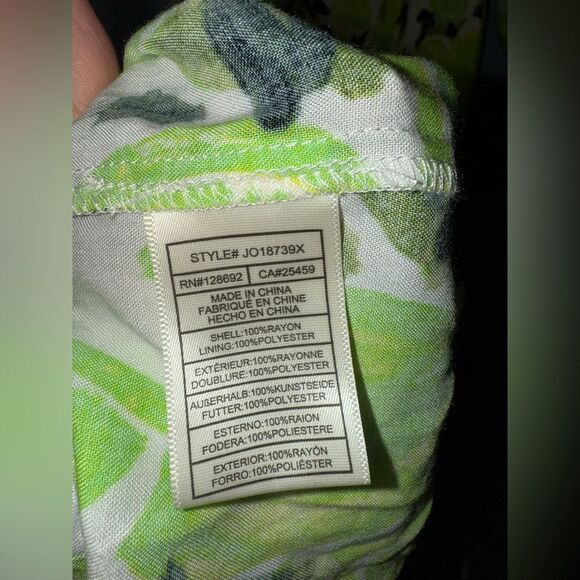 STYLE# JO18739X
RN#128692 CA#25459
MADE IN CHINA
FABRIQUÉ EN CHINE
HECHO EN CHINA
SHELL:100%RAYON
LINING:100%POLYESTER
EXTÉRIEUR:100%RAYONNE
DOUBLURE:100%POLYESTER
AUßERHALB:100%KUNSTSEIDE
FUTTER:100%POLYESTER
ESTERNO:100%RAION
FODERA:100%POLIESTERE
EXTERIOR:100%RAYÓN
FORRO:100%POLIÉSTER